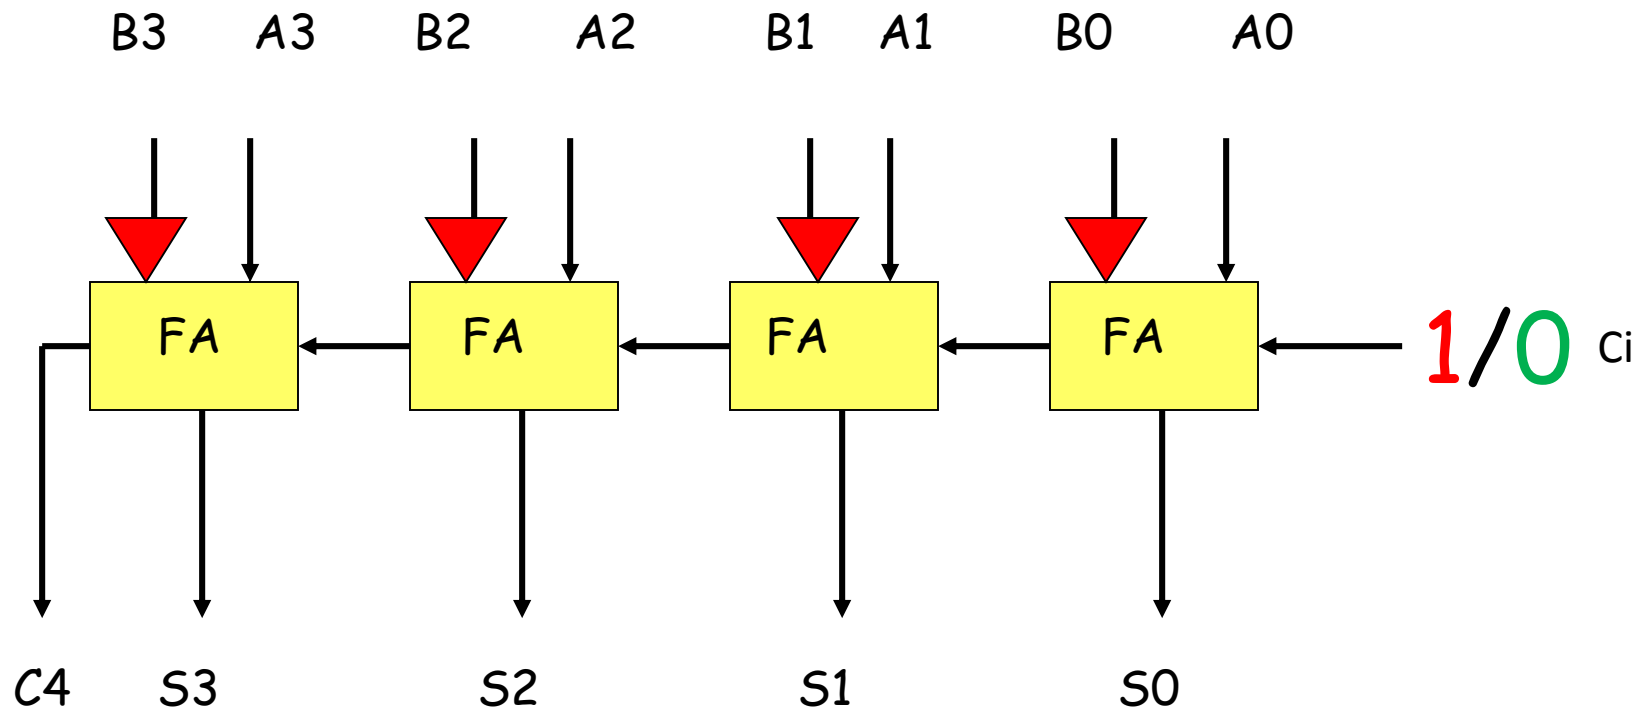 B3 A3 B2 A2 B1 A1 B0 A0
FA FA FA FA 1/0 Ci
C4 S3 S2 S1 S0